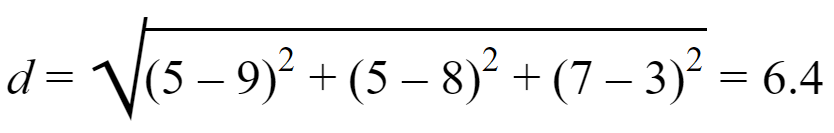 d = √(5 – 9)² + (5 – 8)² + (7 – 3)² = 6.4